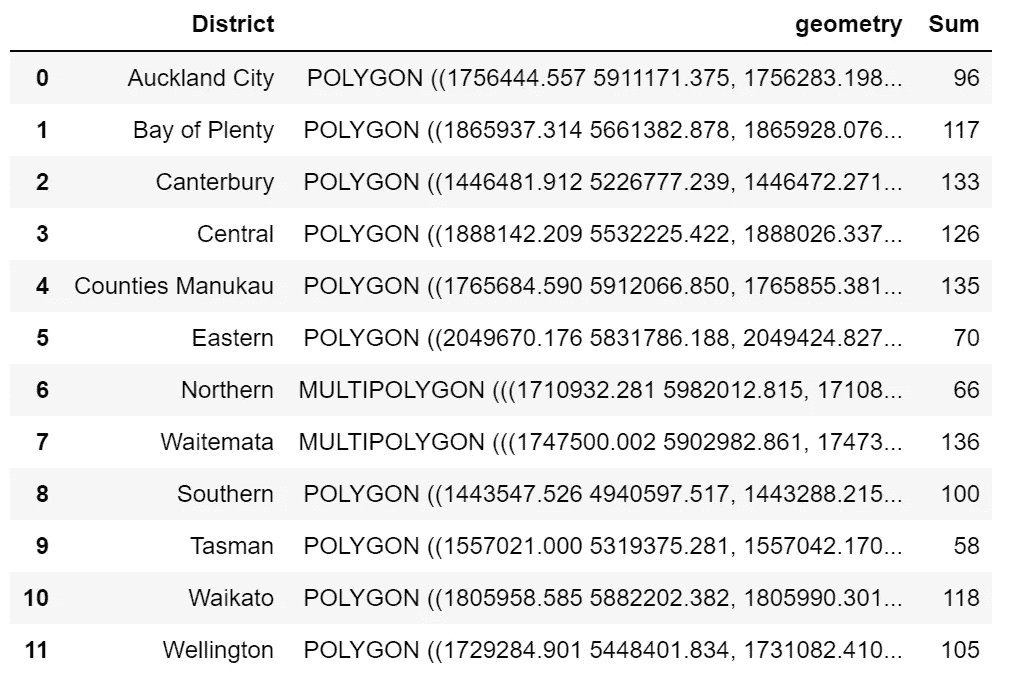 District geometry Sum
0 Auckland City POLYGON ((1756444.557 5911171.375, 1756283.198... 96
1 Bay of Plenty POLYGON ((1865937.314 5661382.878, 1865928.076... 117
2 Canterbury POLYGON ((1446481.912 5226777.239, 1446472.271... 133
3 Central POLYGON ((1888142.209 5532225.422, 1888026.337... 126
4 Counties Manukau POLYGON ((1765684.590 5912066.850, 1765855.381... 135
5 Eastern POLYGON ((2049670.176 5831786.188, 2049424.827... 70
6 Northern MULTIPOLYGON (((1710932.281 5982012.815, 17108... 66
7 Waitemata MULTIPOLYGON (((1747500.002 5902982.861, 17473... 136
8 Southern POLYGON ((1443547.526 4940597.517, 1443288.215... 100
9 Tasman POLYGON ((1557021.000 5319375.281, 1557042.170... 58
10 Waikato POLYGON ((1805958.585 5882202.382, 1805990.301... 118
11 Wellington POLYGON ((1729284.901 5448401.834, 1731082.410... 105